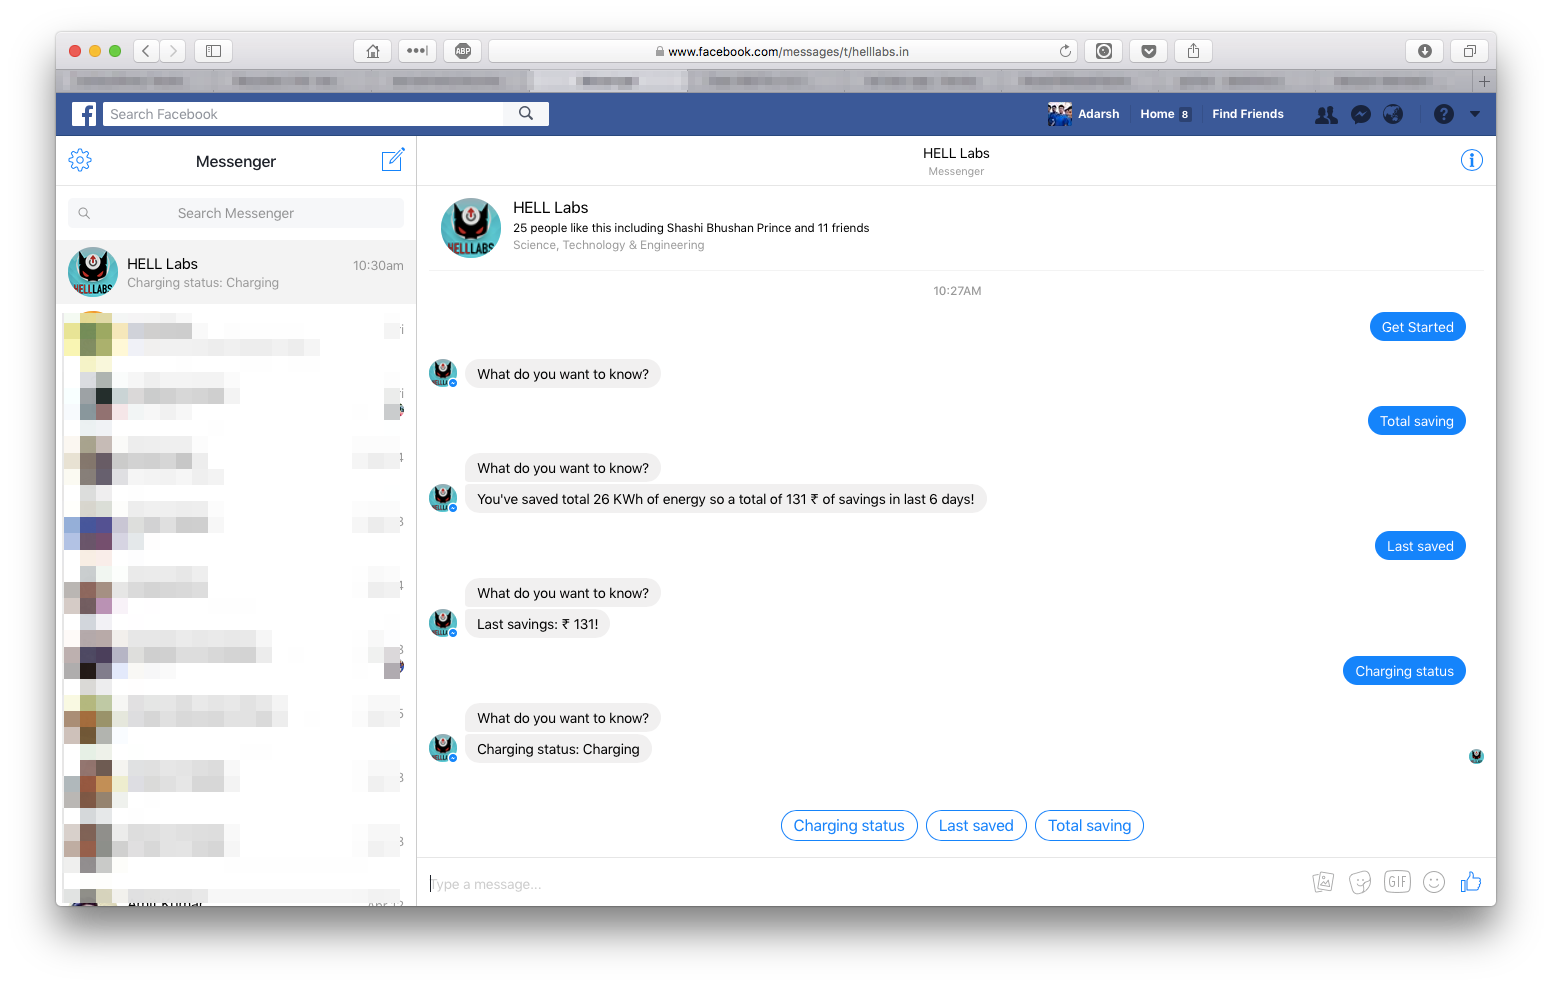 www.facebook.com/messages/t/helllabs.in
ABP
Search Facebook
Adarsh
Home 8
Find Friends
Messenger
HELL Labs
Messenger
Search Messenger
HELL Labs
25 people like this including Shashi Bhushan Prince and 11 friends
Science, Technology & Engineering
HELL Labs
10:30am
Charging status: Charging
10:27AM
Get Started
What do you want to know?
Total saving
What do you want to know?
You've saved total 26 KWh of energy so a total of 131 ₹ of savings in last 6 days!
Last saved
What do you want to know?
Last savings: ₹ 131!
Charging status
What do you want to know?
Charging status: Charging
Charging status
Last saved
Total saving
Type a message...
GIF
HELLLABS
HELLLABS